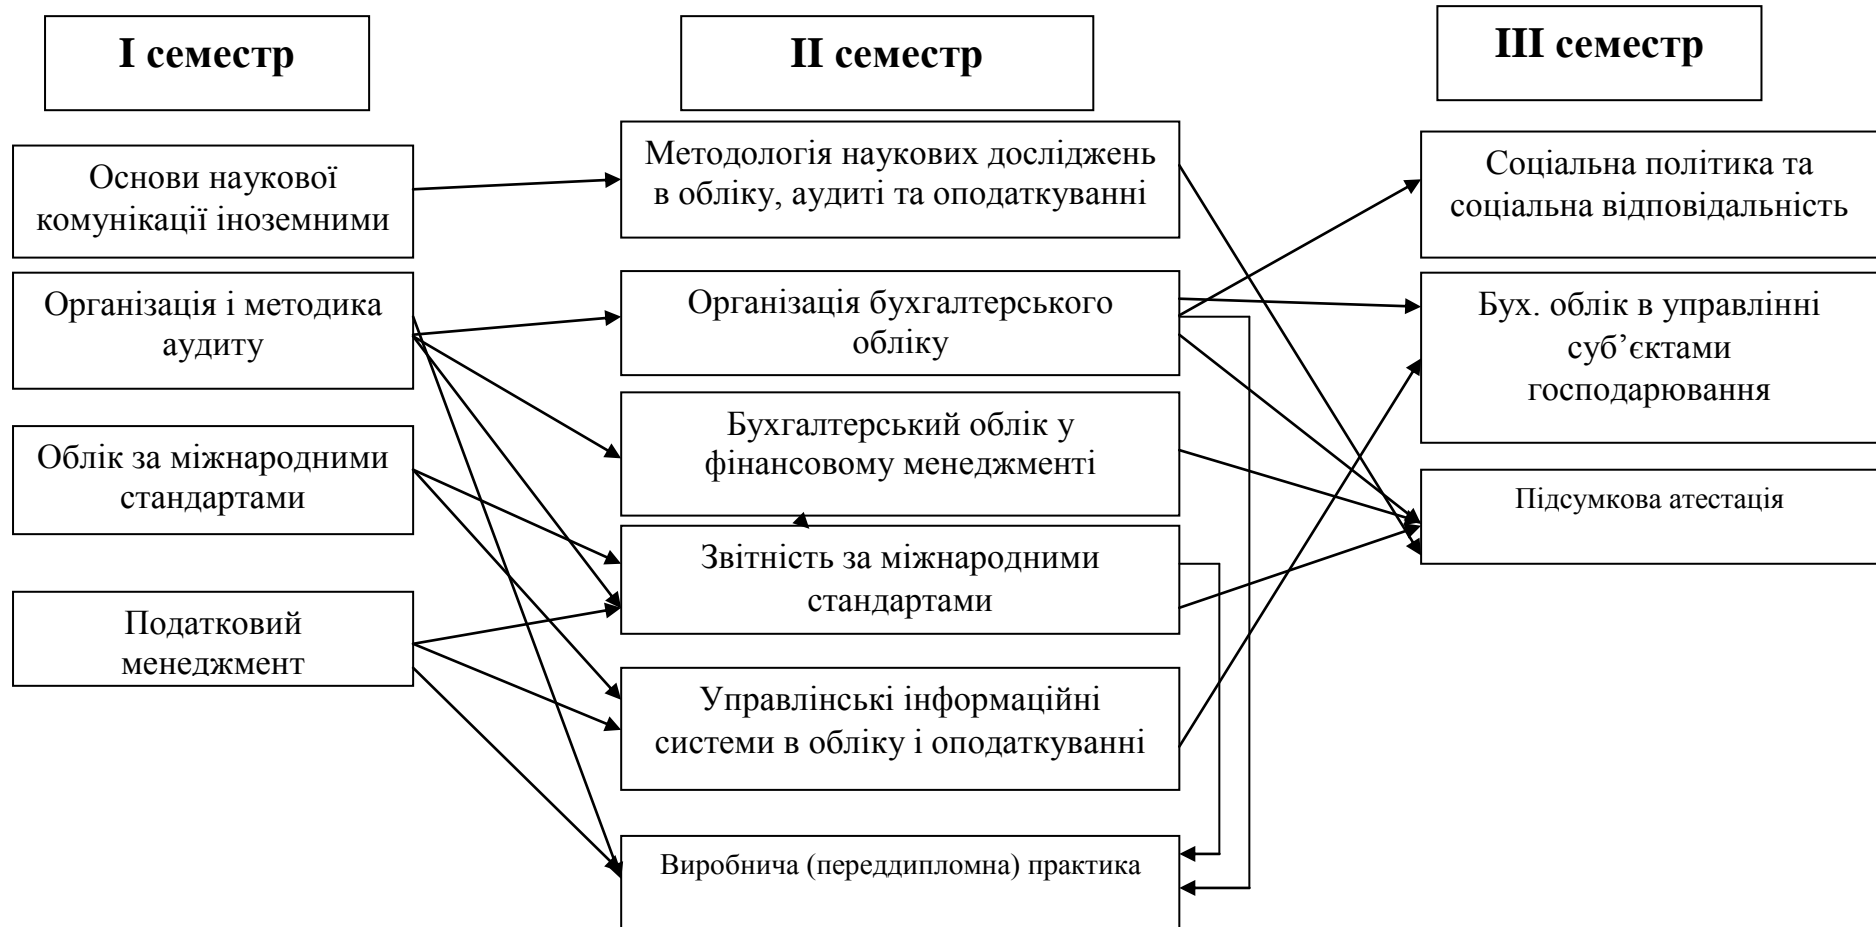 І семестр
ІІ семестр
ІІІ семестр
Основи наукової
комунікації іноземними
Організація і методика
аудиту
Облік за міжнародними
стандартами
Податковий
менеджмент
Методологія наукових досліджень
в обліку, аудиті та оподаткуванні
Організація бухгалтерського
обліку
Бухгалтерський облік у
фінансовому менеджменті
Звітність за міжнародними
стандартами
Управлінські інформаційні
системи в обліку і оподаткуванні
Виробнича (переддипломна) практика
Соціальна політика та
соціальна відповідальність
Бух. облік в управлінні
суб’єктами
господарювання
Підсумкова атестація